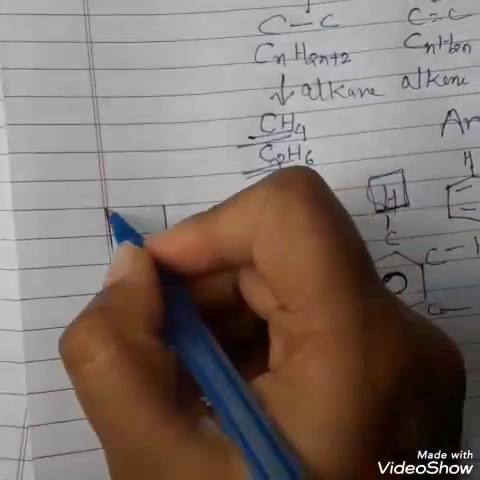 C — C
C = C
CnH2n+2
CnH2n
↓ alkane
alkene
CH4
C2H6
H
H
C
C —
Made with
VideoShow